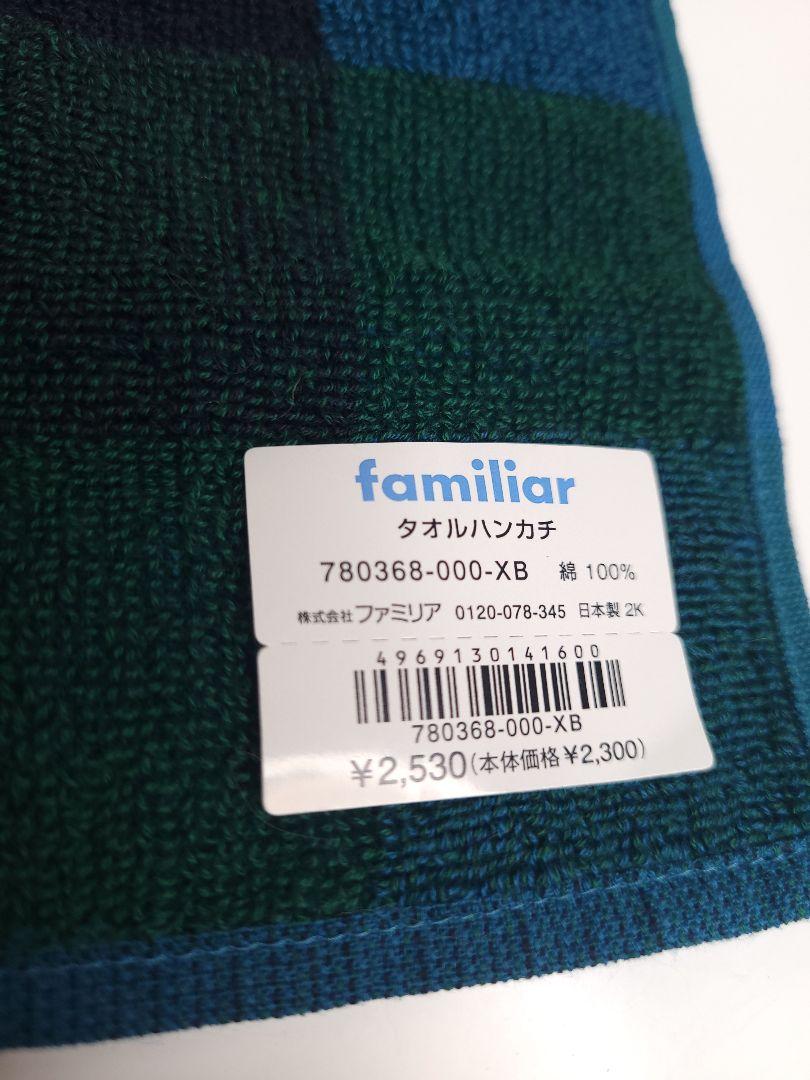 familiar
タオルハンカチ
780368-000-XB 綿 100%
株式会社ファミリア 0120-078-345 日本製 2K
4969130141600
780368-000-XB
¥2,530(本体価格¥2,300)